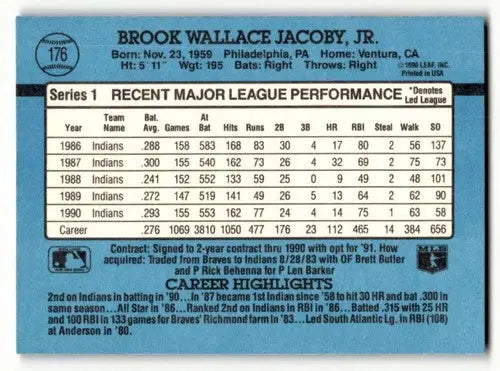 176
BROOK WALLACE JACOBY, JR.
Born: Nov. 23, 1959 Philadelphia, PA Home: Ventura, CA
Ht: 5' 11" Wgt: 195 Bats: Right Throws: Right
©1990 LEAF, INC.
Printed in USA
Series 1 RECENT MAJOR LEAGUE PERFORMANCE *Denotes Led League
Year Team Name Bat. Avg. Games At Bat Hits Runs 2B 3B HR RBI Steal Walk SO
1986 Indians .288 158 583 168 83 30 4 17 80 2 56 137
1987 Indians .300 155 540 162 73 26 4 32 69 2 75 73
1988 Indians .241 152 552 133 59 25 0 9 49 2 48 101
1989 Indians .272 147 519 141 49 26 5 13 64 2 62 90
1990 Indians .293 155 553 162 77 24 4 14 75 1 63 58
Career .276 1069 3810 1050 477 176 23 112 465 14 384 656
Contract: Signed to 2-year contract thru 1990 with opt for '91. How
acquired: Traded from Braves to Indians 8/28/83 with OF Brett Butler
and P Rick Behenna for P Len Barker
MLB
CAREER HIGHLIGHTS
2nd on Indians in batting in '90...In '87 became 1st Indian since '58 to hit 30 HR and bat .300 in
same season...All Star in '86...Ranked 2nd on Indians in RBI in '86...Batted .315 with 25 HR
and 100 RBI in 133 games for Braves' Richmond farm in '83...Led South Atlantic Lg. in RBI (108)
at Anderson in '80.